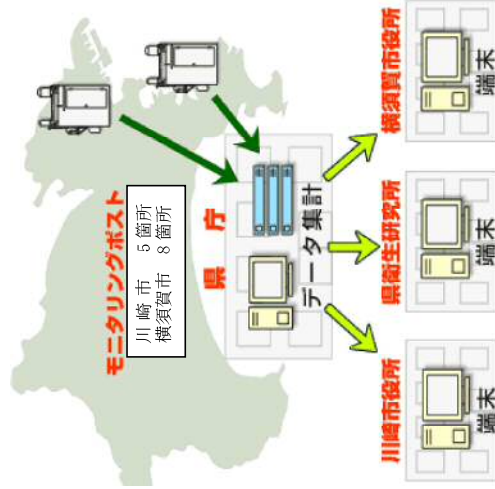 モニタリングポスト
川崎市 5箇所
横須賀市 8箇所
県庁
データ集計
川崎市役所
県衛生研究所
横須賀市役所
端末
端末
端末